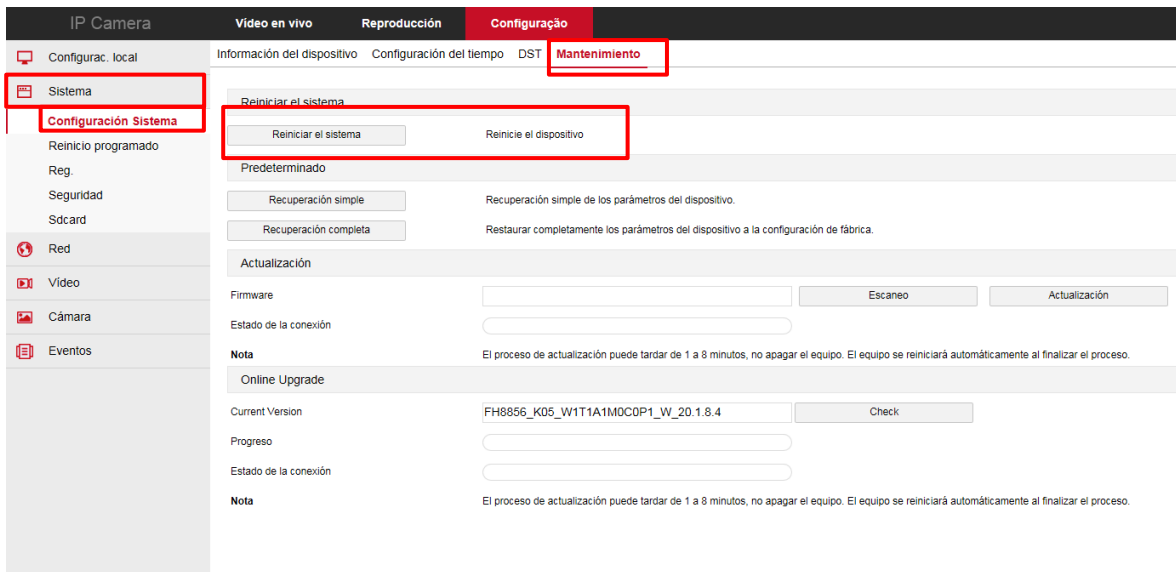 IP Camera
Vídeo en vivo Reproducción Configuração
Configurac. local
Sistema
Configuración Sistema
Reinicio programado
Reg.
Seguridad
Sdcard
Red
Vídeo
Cámara
Eventos
Información del dispositivo Configuración del tiempo DST Mantenimiento
Reiniciar el sistema
Reiniciar el sistema Reinicie el dispositivo
Predeterminado
Recuperación simple Recuperación simple de los parámetros del dispositivo.
Recuperación completa Restaurar completamente los parámetros del dispositivo a la configuración de fábrica.
Actualización
Firmware Escaneo Actualización
Estado de la conexión
Nota El proceso de actualización puede tardar de 1 a 8 minutos, no apagar el equipo. El equipo se reiniciará automáticamente al finalizar el proceso.
Online Upgrade
Current Version FH8856_K05_W1T1A1M0C0P1_W_20.1.8.4 Check
Progreso
Estado de la conexión
Nota El proceso de actualización puede tardar de 1 a 8 minutos, no apagar el equipo. El equipo se reiniciará automáticamente al finalizar el proceso.